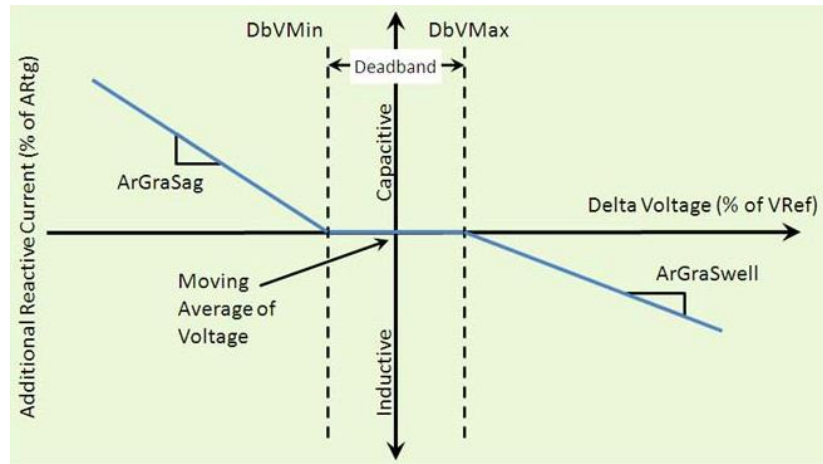 DbVMin
DbVMax
Deadband
Additional Reactive Current (% of ARtg)
Capacitive
ArGraSag
Delta Voltage (% of VRef)
Moving
Average of
Voltage
ArGraSwell
Inductive